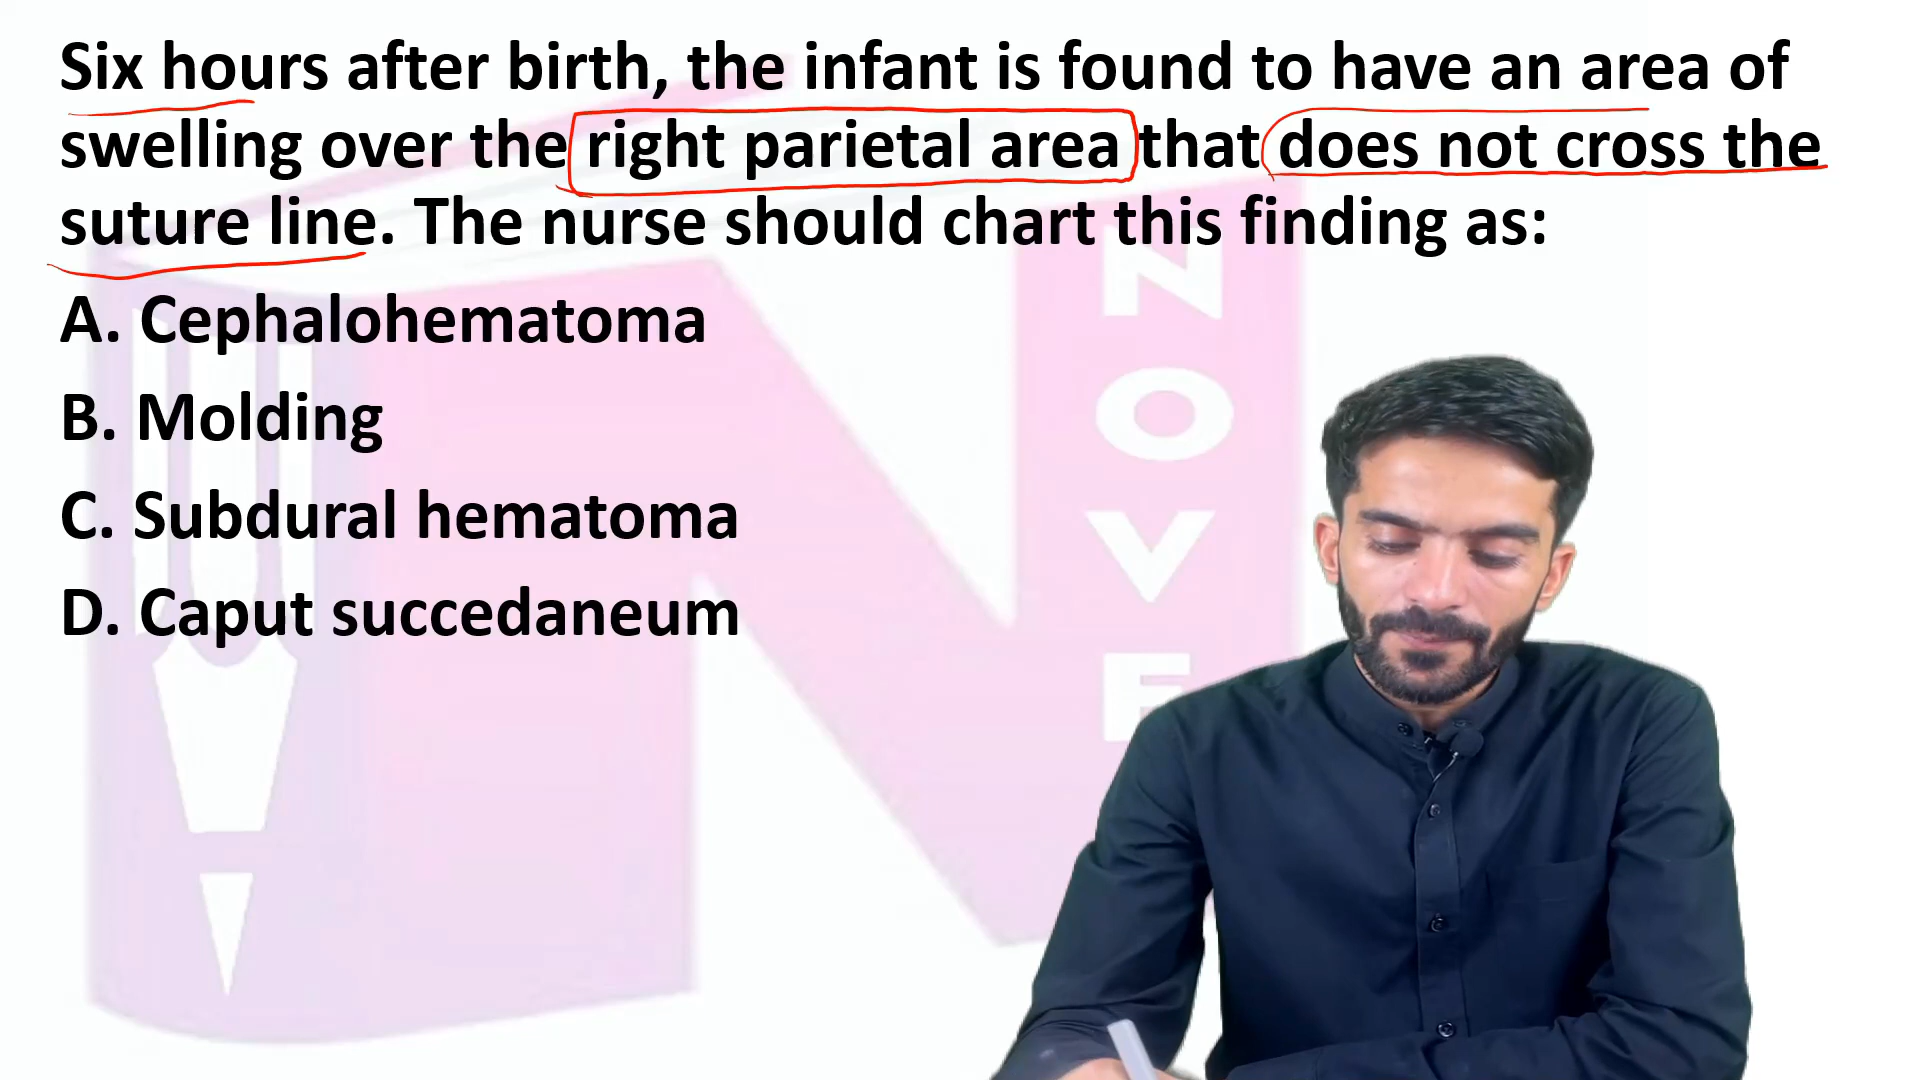 Six hours after birth, the infant is found to have an area of
swelling over the right parietal area that does not cross the
suture line. The nurse should chart this finding as:
A. Cephalohematoma
B. Molding
C. Subdural hematoma
D. Caput succedaneum
N
O
V
E